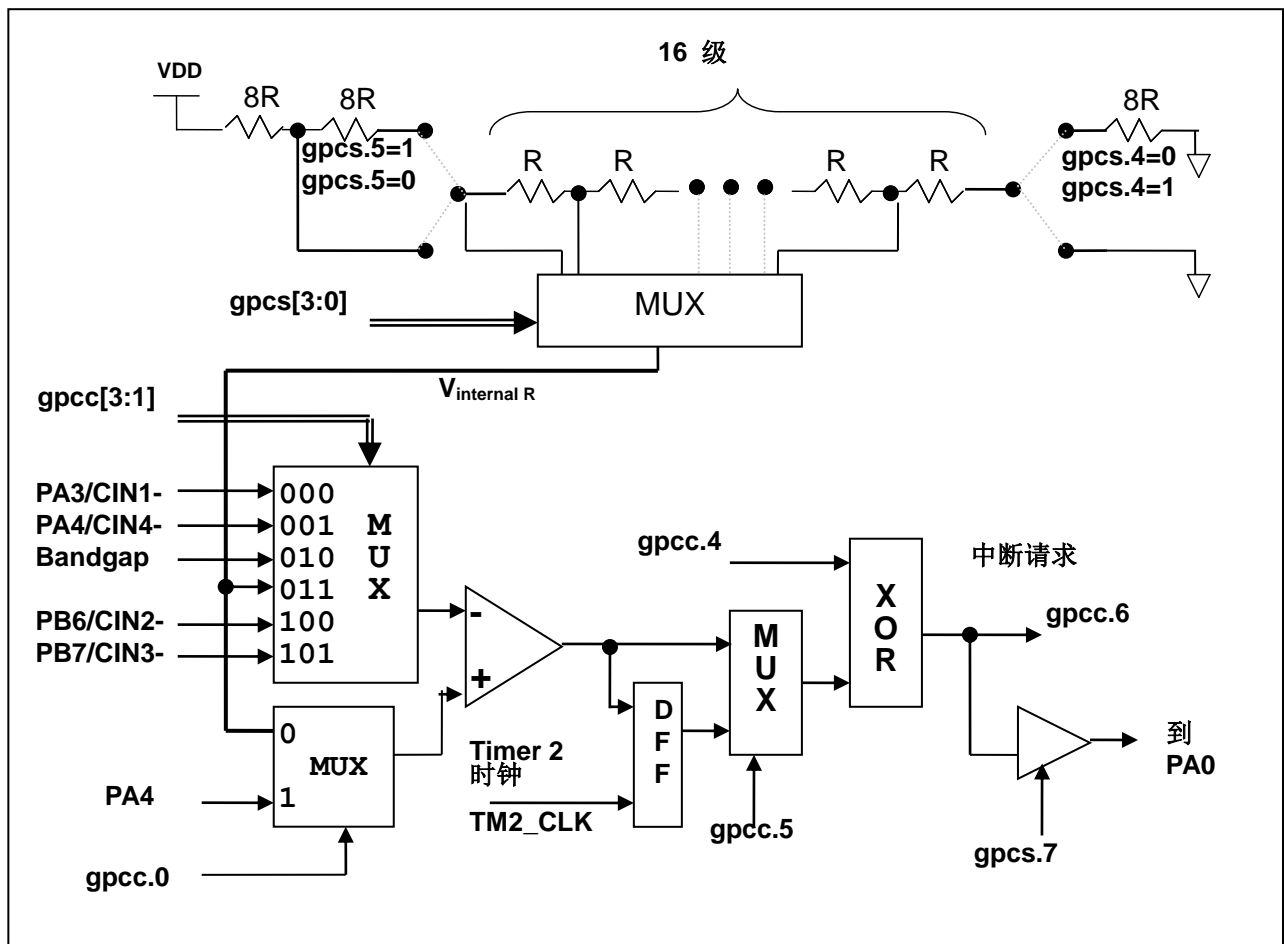 16 级
VDD
8R
8R
8R
gpcs.5=1
gpcs.5=0
R
R
R
R
gpcs.4=0
gpcs.4=1
MUX
gpcs[3:0]
Vinternal R
gpcc[3:1]
PA3/CIN1-
PA4/CIN4-
Bandgap
PB6/CIN2-
PB7/CIN3-
000
001
010
011
100
101
M
U
X
-
+
gpcc.4
中断请求
X
O
R
gpcc.6
M
U
X
D
F
F
0
1
MUX
PA4
gpcc.0
Timer 2
时钟
TM2_CLK
gpcc.5
gpcs.7
到
PA0